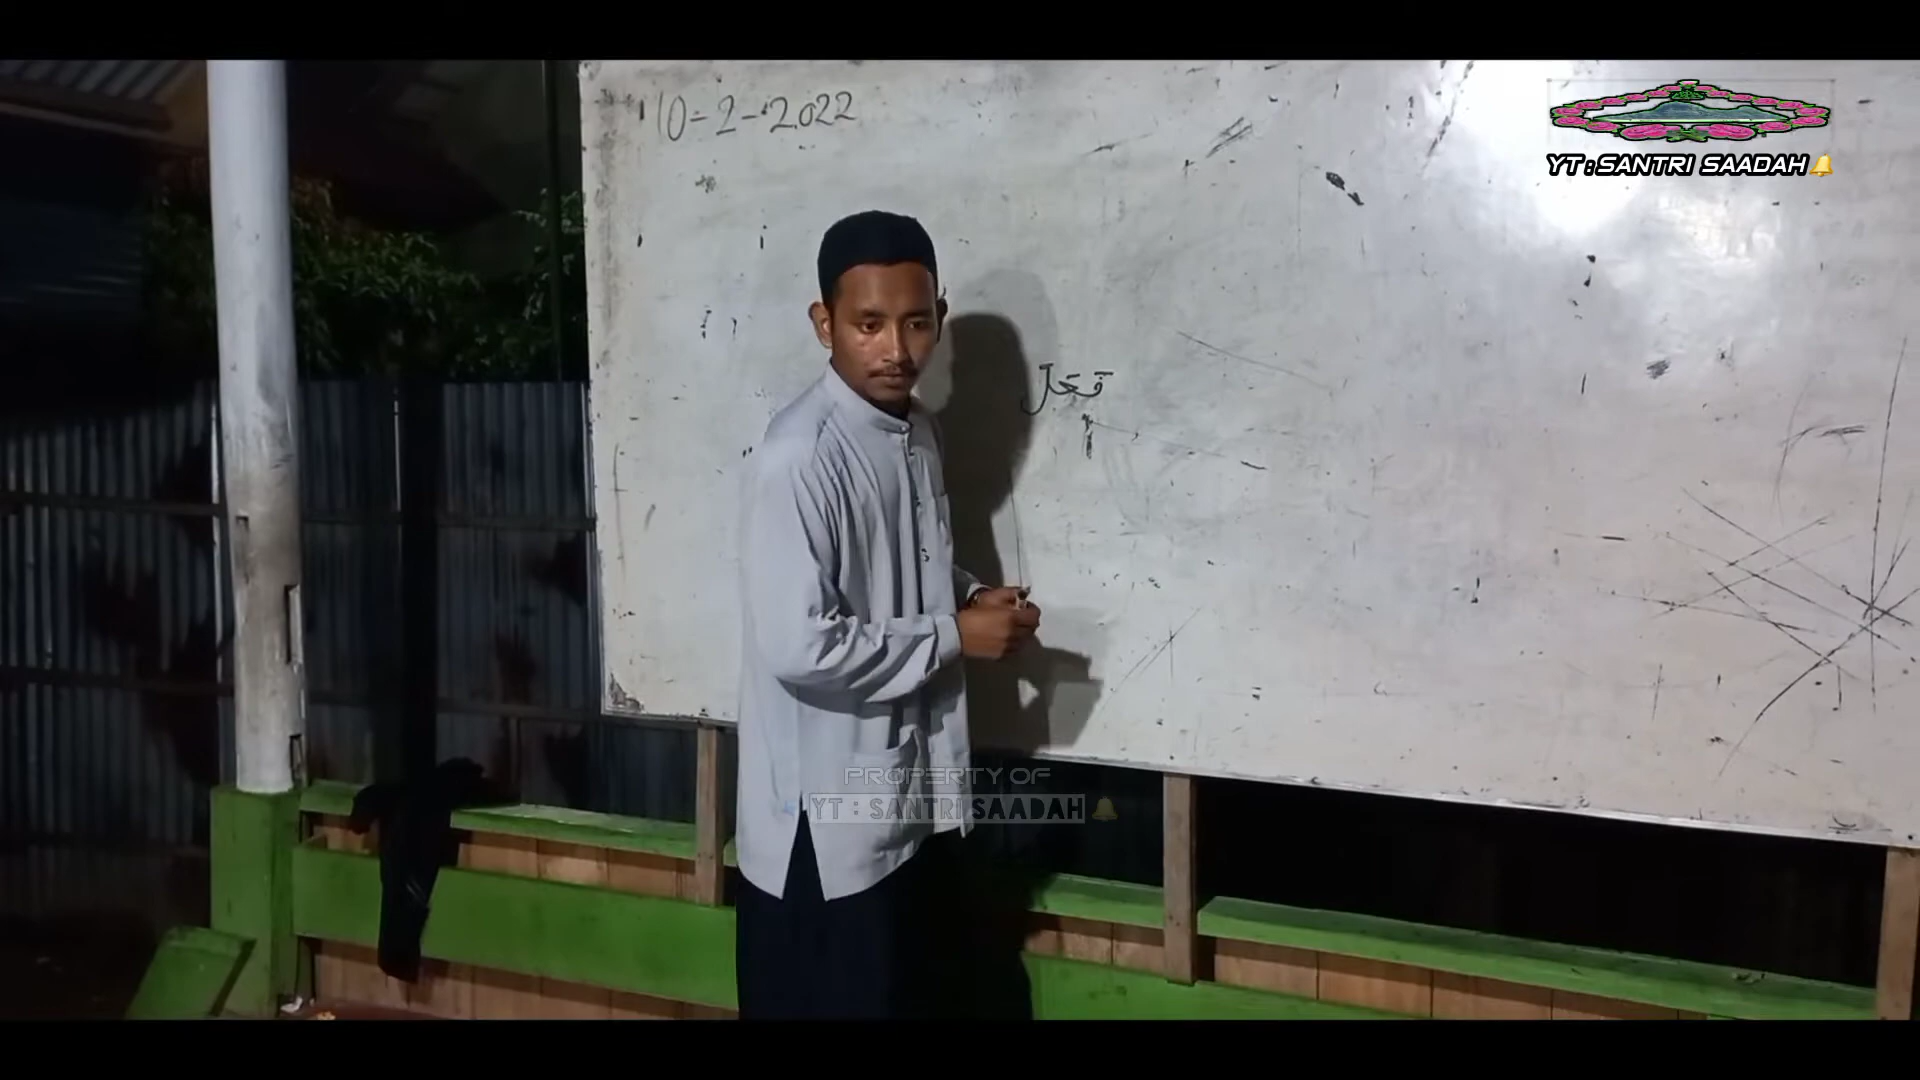 10-2-2022
YT : SANTRI SAADAH
فَعَلَ
PROPERTY OF
YT : SANTRI SAADAH